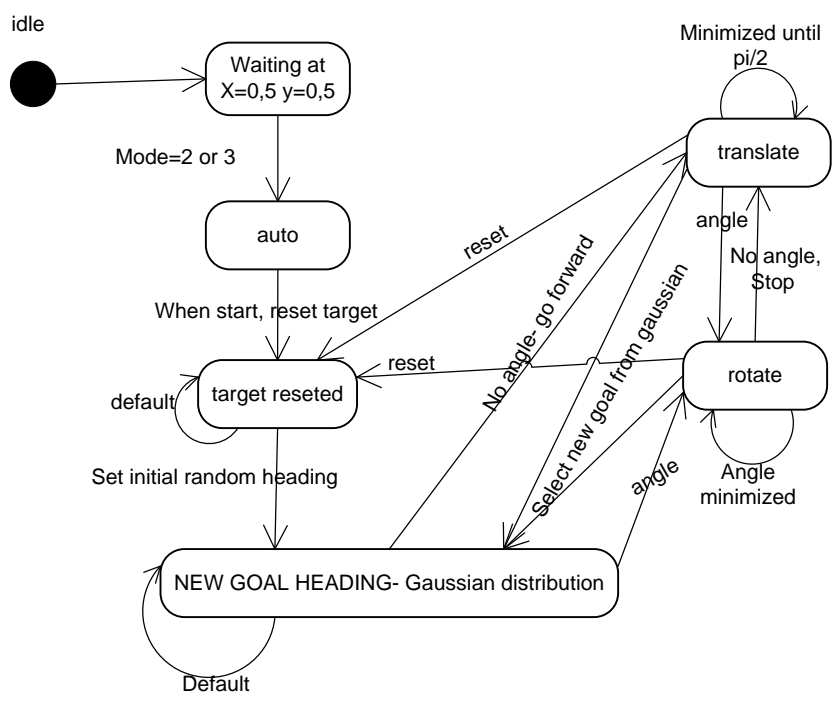 idle
Waiting at
X=0,5 y=0,5
Minimized until
pi/2
translate
Mode=2 or 3
auto
angle
No angle,
Stop
reset
No angle- go forward
Select new goal from gaussian
When start, reset target
reset
rotate
target reseted
default
Set initial random heading
angle
Angle
minimized
NEW GOAL HEADING- Gaussian distribution
Default